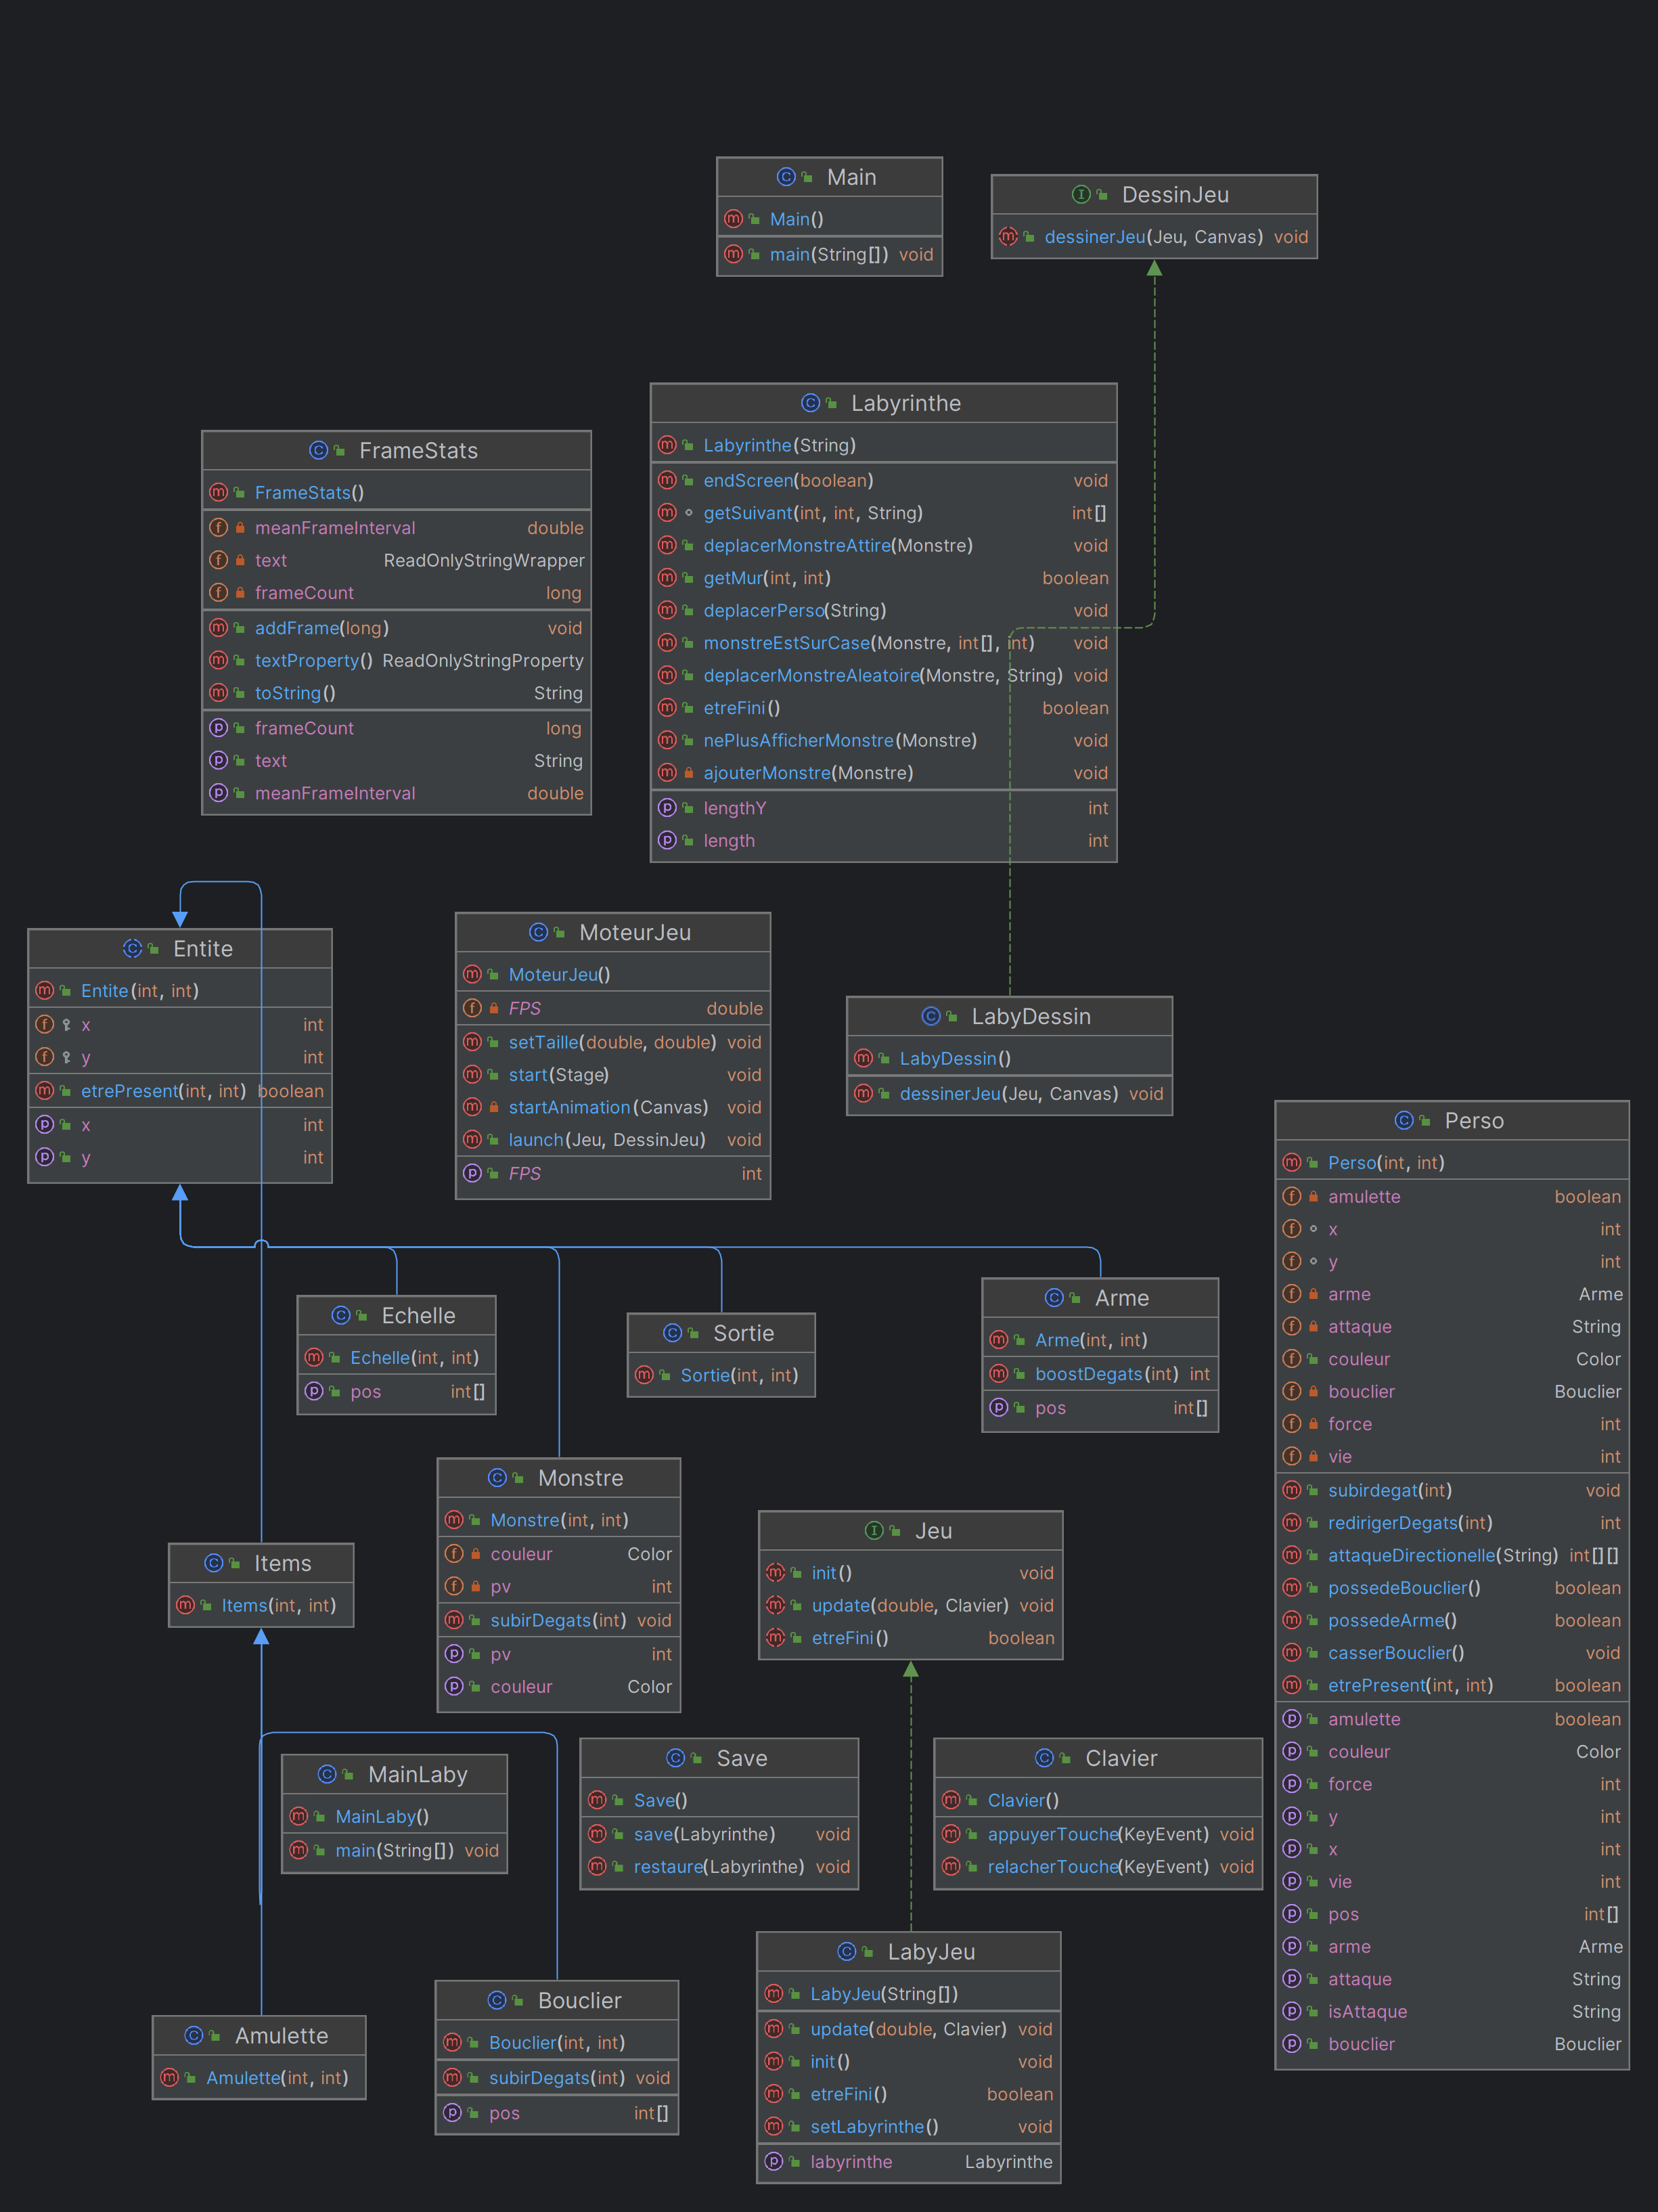 Main
Main()
main(String[]) void
DessinJeu
dessinerJeu(Jeu, Canvas) void
Labyrinthe
Labyrinthe(String)
endScreen(boolean) void
getSuivant(int, int, String) int[]
deplacerMonstreAttire(Monstre) void
getMur(int, int) boolean
deplacerPerso(String) void
monstreEstSurCase(Monstre, int[], int) void
deplacerMonstreAleatoire(Monstre, String) void
etreFini() boolean
nePlusAfficherMonstre(Monstre) void
ajouterMonstre(Monstre) void
lengthY int
length int
FrameStats
FrameStats()
meanFrameInterval double
text ReadOnlyStringWrapper
frameCount long
addFrame(long) void
textProperty() ReadOnlyStringProperty
toString() String
frameCount long
text String
meanFrameInterval double
Entite
Entite(int, int)
x int
y int
etrePresent(int, int) boolean
x int
y int
MoteurJeu
MoteurJeu()
FPS double
setTaille(double, double) void
start(Stage) void
startAnimation(Canvas) void
launch(Jeu, DessinJeu) void
FPS int
LabyDessin
LabyDessin()
dessinerJeu(Jeu, Canvas) void
Perso
Perso(int, int)
amulette boolean
x int
y int
arme Arme
attaque String
couleur Color
bouclier Bouclier
force int
vie int
subirdegat(int) void
redirigerDegats(int) int
attaqueDirectionelle(String) int[][]
possedeBouclier() boolean
possedeArme() boolean
casserBouclier() void
etrePresent(int, int) boolean
amulette boolean
couleur Color
force int
y int
x int
vie int
pos int[]
arme Arme
attaque String
isAttaque String
bouclier Bouclier
Echelle
Echelle(int, int)
pos int[]
Sortie
Sortie(int, int)
Arme
Arme(int, int)
boostDegats(int) int
pos int[]
Monstre
Monstre(int, int)
couleur Color
pv int
subirDegats(int) void
pv int
couleur Color
Items
Items(int, int)
Jeu
init() void
update(double, Clavier) void
etreFini() boolean
MainLaby
MainLaby()
main(String[]) void
Save
Save()
save(Labyrinthe) void
restaure(Labyrinthe) void
Clavier
Clavier()
appuyerTouche(KeyEvent) void
relacherTouche(KeyEvent) void
LabyJeu
LabyJeu(String[])
update(double, Clavier) void
init() void
etreFini() boolean
setLabyrinthe() void
labyrinthe Labyrinthe
Bouclier
Bouclier(int, int)
subirDegats(int) void
pos int[]
Amulette
Amulette(int, int)